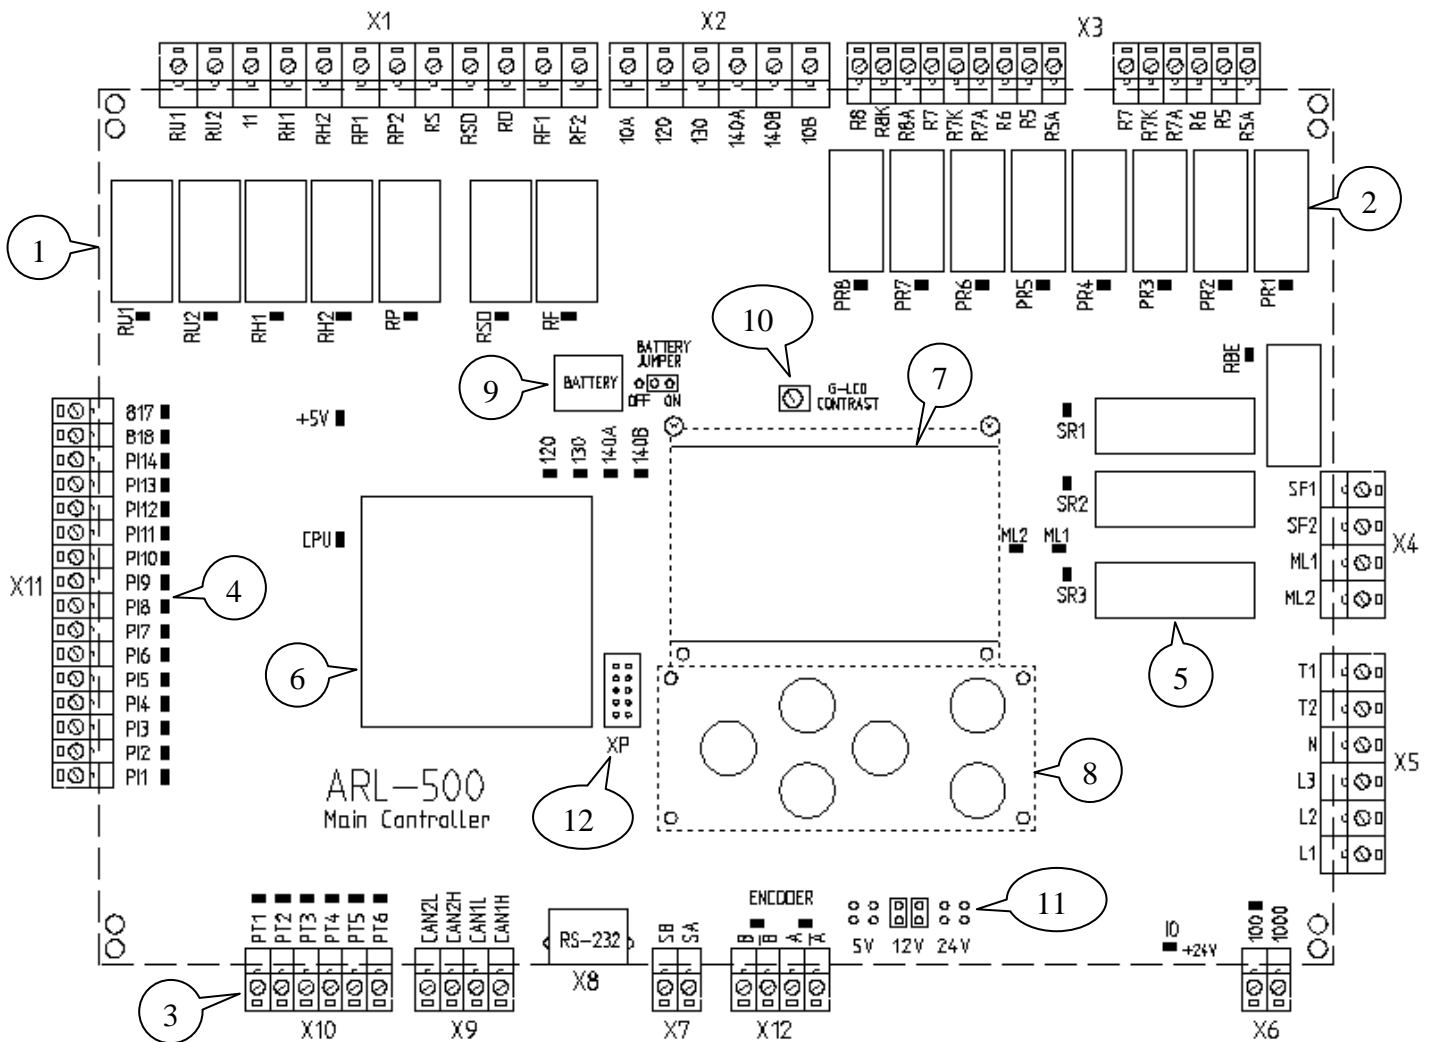 X1
X2
X3
RU1 RU2 11 RH1 RH2 RP1 RP2 RS RSD RD RF1 RF2
10A 120 130 140A 140B 10B
R8 R8K R8A R7 R7K R7A R6 R5 R5A
R7 R7K R7A R6 R5 R5A
1
2
RU1 RU2 RH1 RH2 RP RSD RF
PR8 PR7 PR6 PR5 PR4 PR3 PR2 PR1
10
9
BATTERY
BATTERY
JUMPER
OFF ON
G-LCD
CONTRAST
7
RBE
817
B18
PI14
PI13
PI12
PI11
PI10
PI9
PI8
PI7
PI6
PI5
PI4
PI3
PI2
PI1
X11
4
+5V
CPU
120 130 140A 140B
6
SR1
SR2
SR3
ML2 ML1
5
SF1
SF2
ML1
ML2
X4
T1
T2
N
L3
L2
L1
X5
XP
12
8
ARL-500
Main Controller
PT1 PT2 PT3 PT4 PT5 PT6
CAN2L CAN2H CAN1L CAN1H
RS-232
SB SA
ENCODER
B B A A
5V 12V 24V
11
IO
+24V
100 1000
3
X10
X9
X8
X7
X12
X6